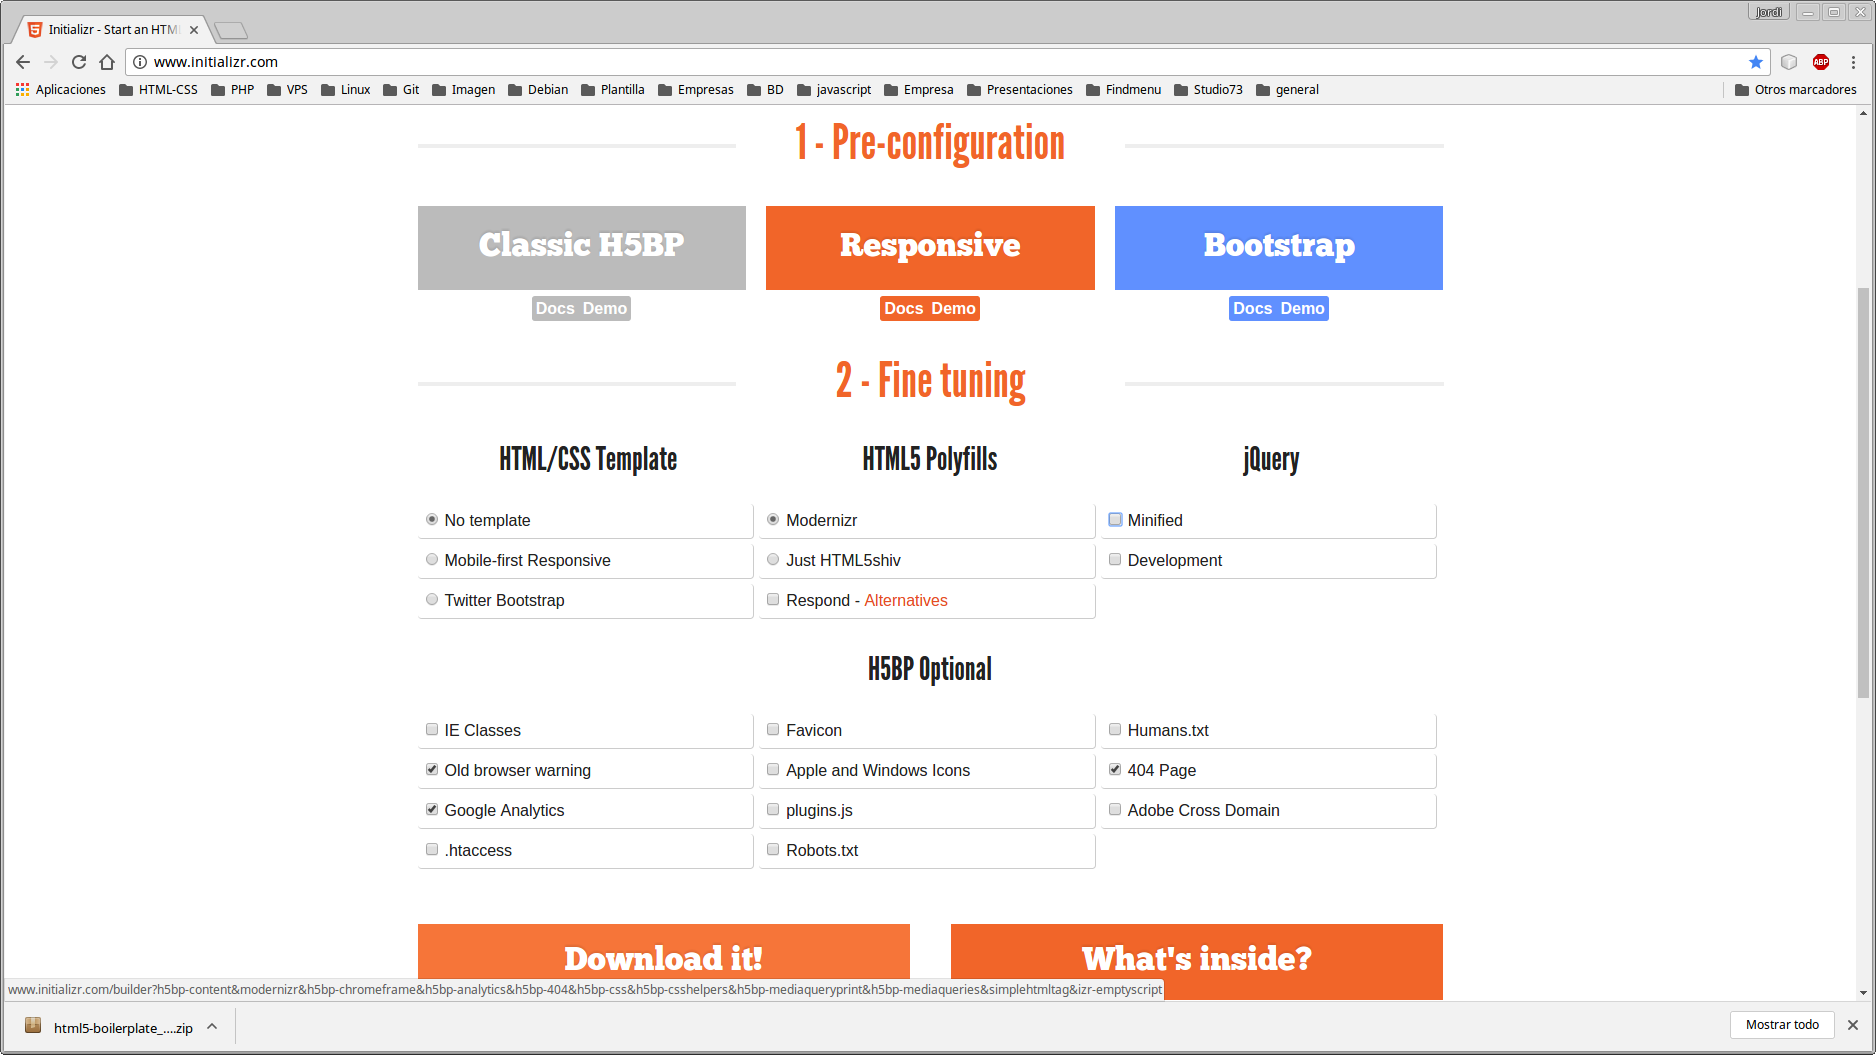 Jordi
Initializr - Start an HTM
www.initializr.com
ABP
Aplicaciones HTML-CSS PHP VPS Linux Git Imagen Debian Plantilla Empresas BD javascript Empresa Presentaciones Findmenu Studio73 general Otros marcadores
1 - Pre-configuration
Classic H5BP Responsive Bootstrap
Docs Demo Docs Demo Docs Demo
2 - Fine tuning
HTML/CSS Template HTML5 Polyfills jQuery
No template Modernizr Minified
Mobile-first Responsive Just HTML5shiv Development
Twitter Bootstrap Respond - Alternatives
H5BP Optional
IE Classes Favicon Humans.txt
Old browser warning Apple and Windows Icons 404 Page
Google Analytics plugins.js Adobe Cross Domain
.htaccess Robots.txt
Download it! What's inside?
www.initializr.com/builder?h5bp-content&modernizr&h5bp-chromeframe&h5bp-analytics&h5bp-404&h5bp-css&h5bp-csshelpers&h5bp-mediaqueryprint&h5bp-mediaqueries&simplehtmltag&izr-emptyscript
html5-boilerplate_....zip Mostrar todo